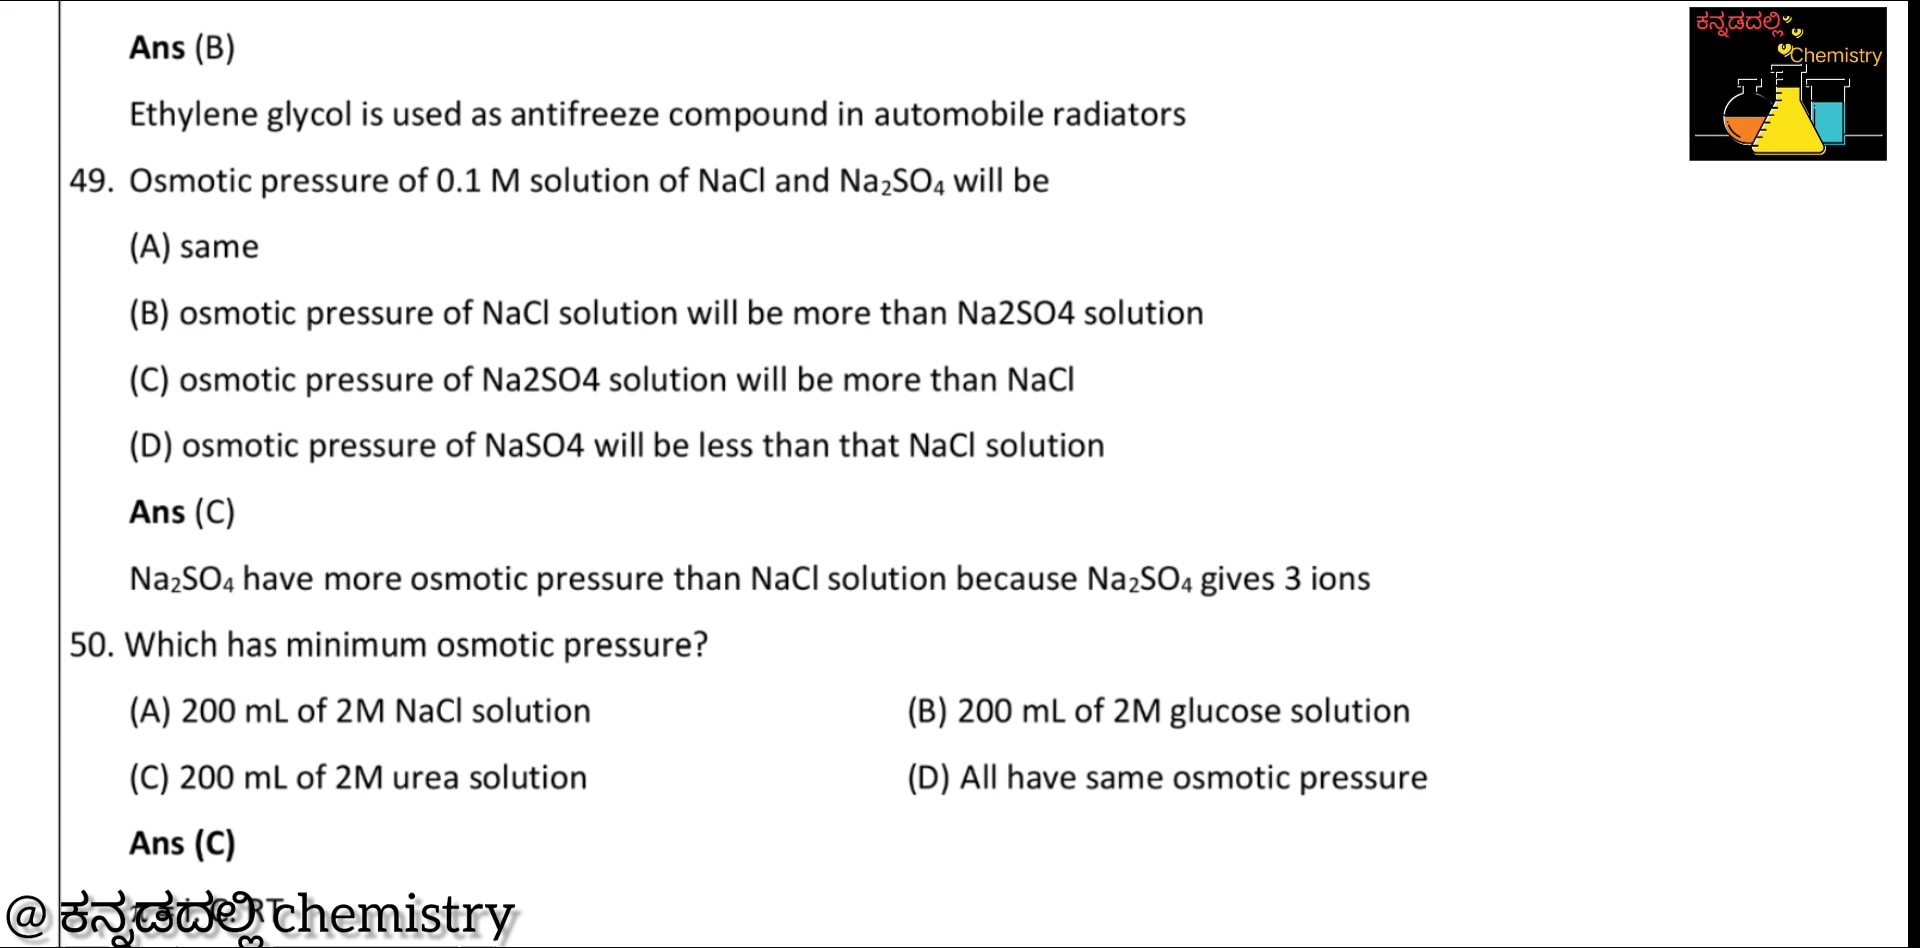 ಕನ್ನಡದಲ್ಲಿ
Chemistry
Ans (B)
Ethylene glycol is used as antifreeze compound in automobile radiators
49. Osmotic pressure of 0.1 M solution of NaCl and Na₂SO₄ will be
(A) same
(B) osmotic pressure of NaCl solution will be more than Na2SO4 solution
(C) osmotic pressure of Na2SO4 solution will be more than NaCl
(D) osmotic pressure of NaSO4 will be less than that NaCl solution
Ans (C)
Na₂SO₄ have more osmotic pressure than NaCl solution because Na₂SO₄ gives 3 ions
50. Which has minimum osmotic pressure?
(A) 200 mL of 2M NaCl solution (B) 200 mL of 2M glucose solution
(C) 200 mL of 2M urea solution (D) All have same osmotic pressure
Ans (C)
@ಕನ್ನಡದಲ್ಲಿ chemistry